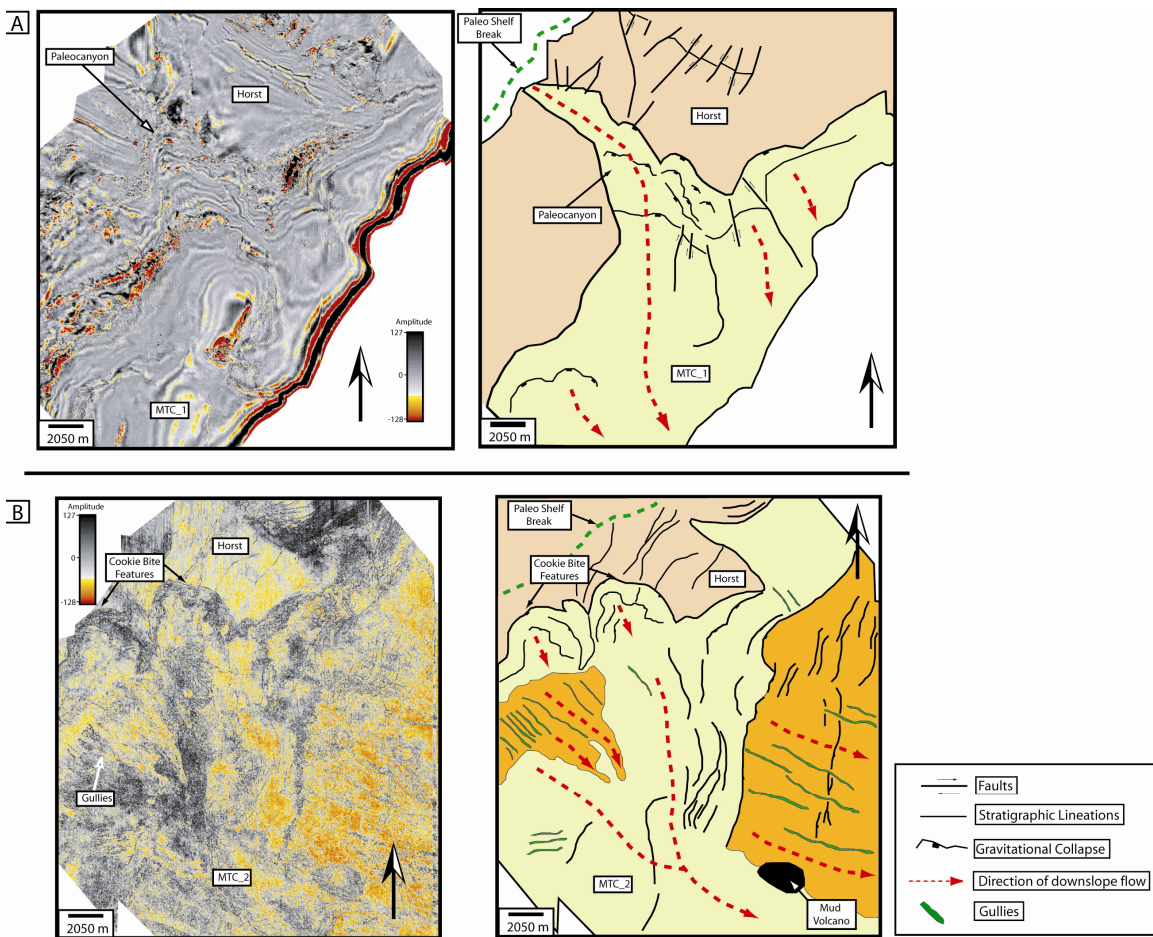 A
Paleocanyon
Horst
Amplitude
127
0
-128
MTC_1
2050 m
Paleo Shelf
Break
Horst
Paleocanyon
MTC_1
2050 m
B
Amplitude
127
0
-128
Horst
Cookie Bite
Features
Gullies
MTC_2
2050 m
Paleo Shelf
Break
Cookie Bite
Features
Horst
MTC_2
Mud
Volcano
2050 m
Faults
Stratigraphic Lineations
Gravitational Collapse
Direction of downslope flow
Gullies